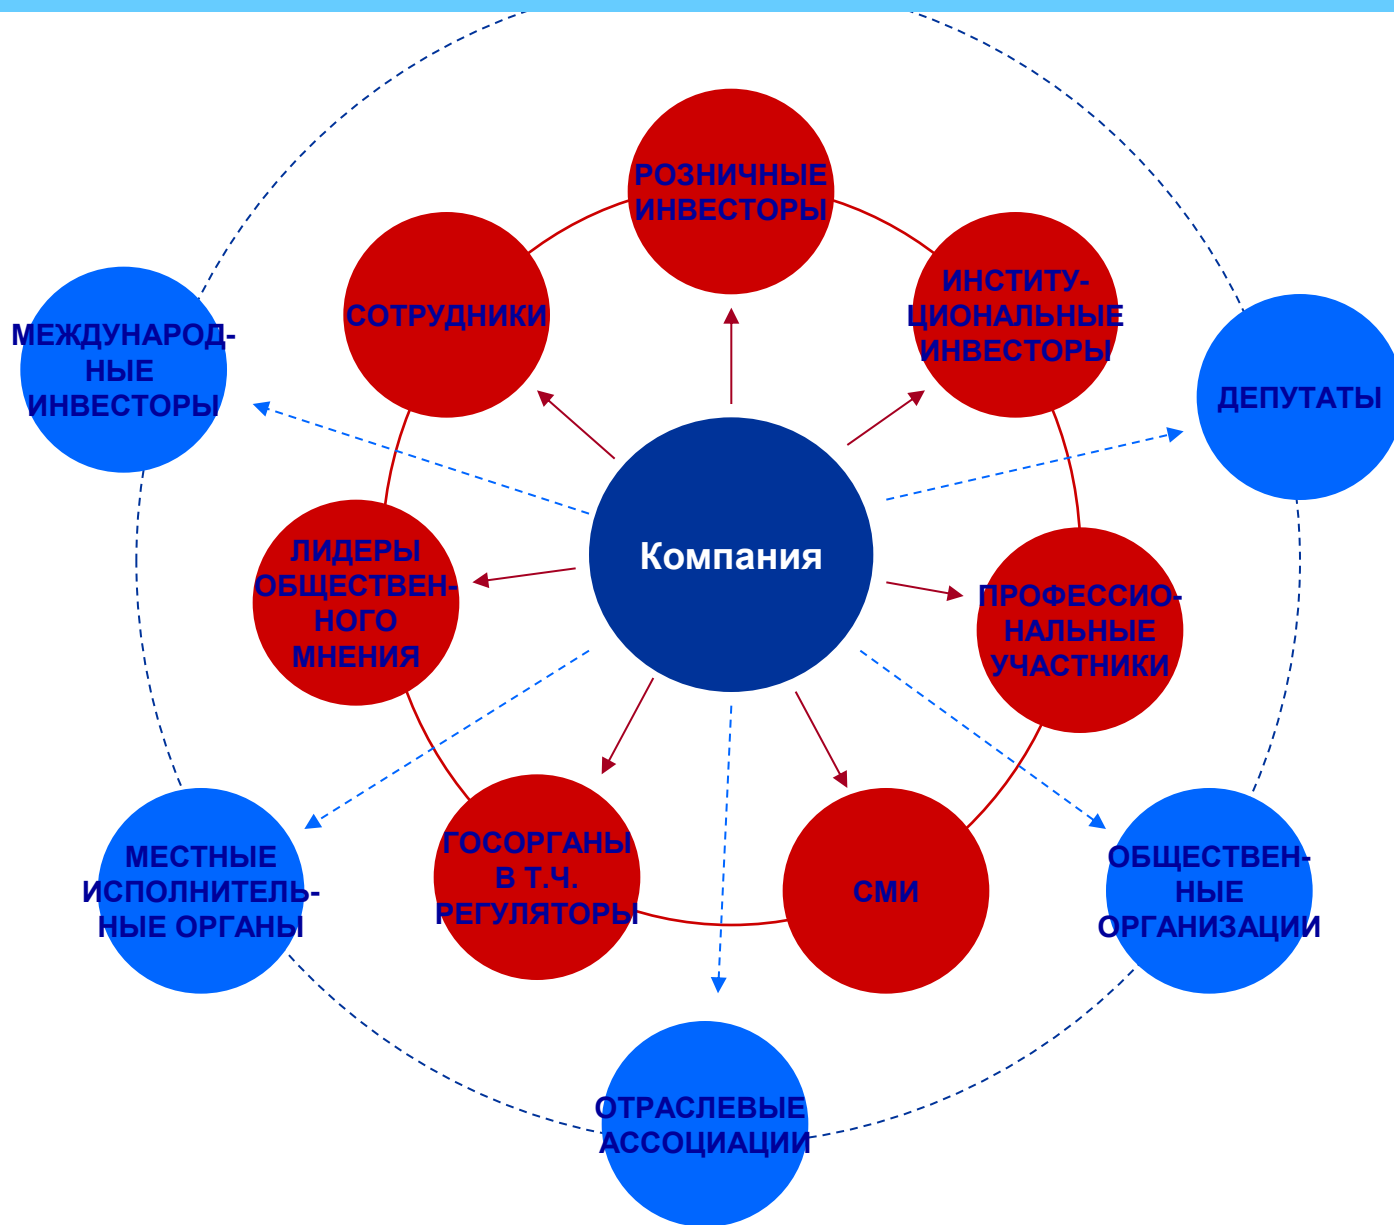 РОЗНИЧНЫЕ
ИНВЕСТОРЫ
СОТРУДНИКИ
ИНСТИТУ-
ЦИОНАЛЬНЫЕ
ИНВЕСТОРЫ
МЕЖДУНАРОД-
НЫЕ
ИНВЕСТОРЫ
ДЕПУТАТЫ
Компания
ЛИДЕРЫ
ОБЩЕСТВЕН-
НОГО
МНЕНИЯ
ПРОФЕССИО-
НАЛЬНЫЕ
УЧАСТНИКИ
МЕСТНЫЕ
ИСПОЛНИТЕЛЬ-
НЫЕ ОРГАНЫ
ГОСОРГАНЫ
В Т.Ч.
РЕГУЛЯТОРЫ
СМИ
ОБЩЕСТВЕН-
НЫЕ
ОРГАНИЗАЦИИ
ОТРАСЛЕВЫЕ
АССОЦИАЦИИ